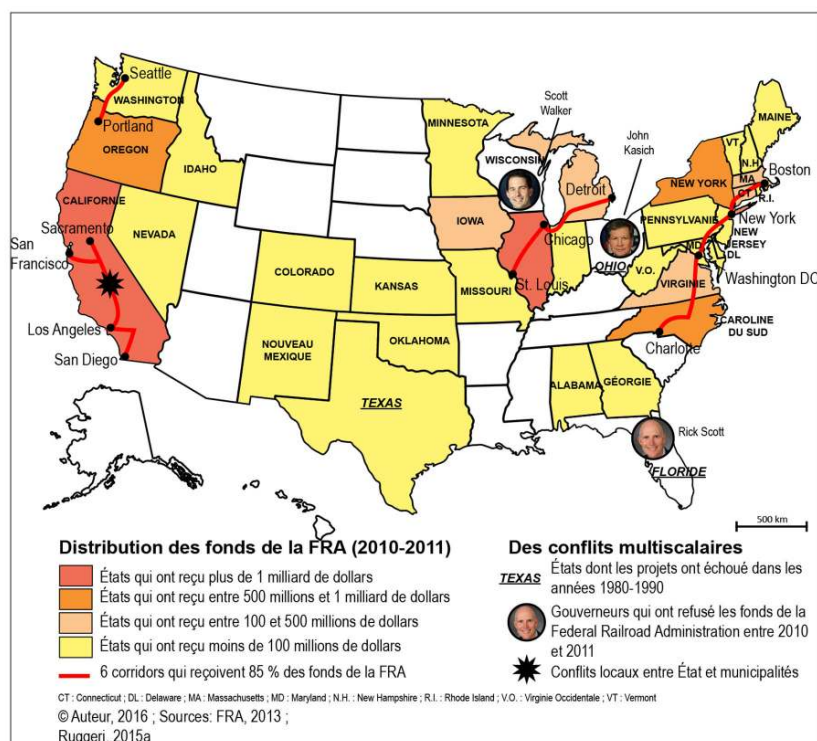 Seattle
WASHINGTON
Portland
OREGON
IDAHO
MINNESOTA
Scott
Walker
WISCONSIN
John
Kasich
MAINE
VT
N.H
Boston
MA
CT
R.I.
NEW YORK
Detroit
New York
CALIFORNIE
Sacramento
San
Francisco
NEVADA
IOWA
Chicago
PENNSYLVANIE
NEW
JERSEY
MD
DL
OHIO
V.O.
Washington DC
COLORADO
KANSAS
MISSOURI
St. Louis
VIRGINIE
Los Angeles
San Diego
NOUVEAU
MEXIQUE
OKLAHOMA
CAROLINE
DU SUD
Charlotte
TEXAS
ALABAMA
GÉORGIE
Rick Scott
FLORIDE
500 km
Distribution des fonds de la FRA (2010-2011)
États qui ont reçu plus de 1 milliard de dollars
États qui ont reçu entre 500 millions et 1 milliard de dollars
États qui ont reçu entre 100 et 500 millions de dollars
États qui ont reçu moins de 100 millions de dollars
6 corridors qui reçoivent 85 % des fonds de la FRA
Des conflits multiscalaires
TEXAS
États dont les projets ont échoué dans les
années 1980-1990
Gouverneurs qui ont refusé les fonds de la
Federal Railroad Administration entre 2010
et 2011
Conflits locaux entre État et municipalités
CT : Connecticut ; DL : Delaware ; MA : Massachusetts ; MD : Maryland ; N.H. : New Hampshire ; R.I. : Rhode Island ; V.O. : Virginie Occidentale ; VT : Vermont
© Auteur, 2016 ; Sources: FRA, 2013 ;
Ruggeri, 2015a